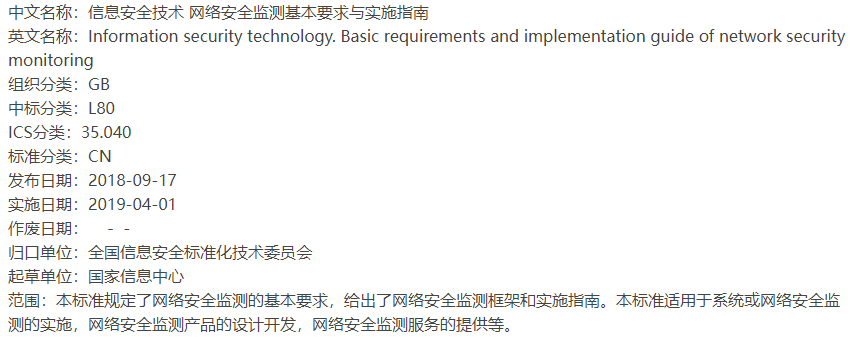 中文名称：信息安全技术 网络安全监测基本要求与实施指南
英文名称：Information security technology. Basic requirements and implementation guide of network security
monitoring
组织分类：GB
中标分类：L80
ICS分类：35.040
标准分类：CN
发布日期：2018-09-17
实施日期：2019-04-01
作废日期：    -  -
归口单位：全国信息安全标准化技术委员会
起草单位：国家信息中心
范围：本标准规定了网络安全监测的基本要求，给出了网络安全监测框架和实施指南。本标准适用于系统或网络安全监
测的实施，网络安全监测产品的设计开发，网络安全监测服务的提供等。